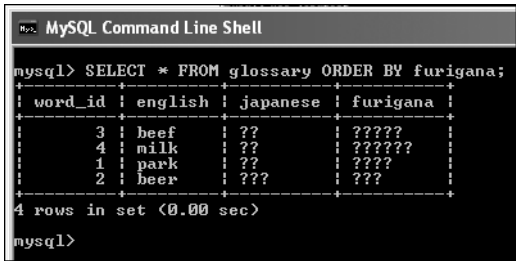 MySQL Command Line Shell
mysql> SELECT * FROM glossary ORDER BY furigana;
+---------+---------+----------+----------+
| word_id | english | japanese | furigana |
+---------+---------+----------+----------+
| 3 | beef | ?? | ????? |
| 4 | milk | ?? | ?????? |
| 1 | park | ?? | ???? |
| 2 | beer | ??? | ??? |
+---------+---------+----------+----------+
4 rows in set (0.00 sec)
mysql>